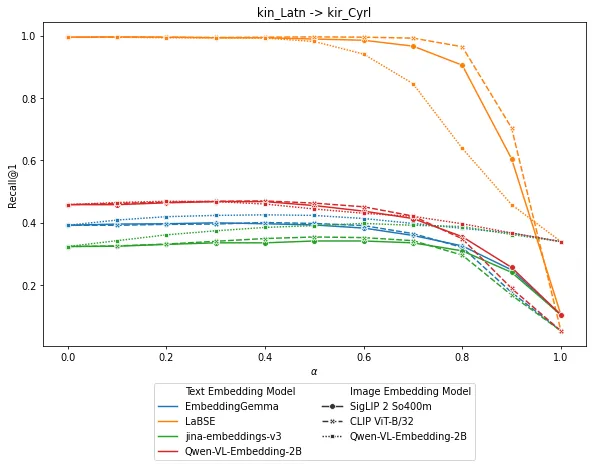 kin_Latn -> kir_Cyrl
1.0
0.8
0.6
0.4
0.2
Recall@1
0.0 0.2 0.4 0.6 0.8 1.0
α
Text Embedding Model
EmbeddingGemma
LaBSE
jina-embeddings-v3
Qwen-VL-Embedding-2B
Image Embedding Model
SigLIP 2 So400m
CLIP ViT-B/32
Qwen-VL-Embedding-2B